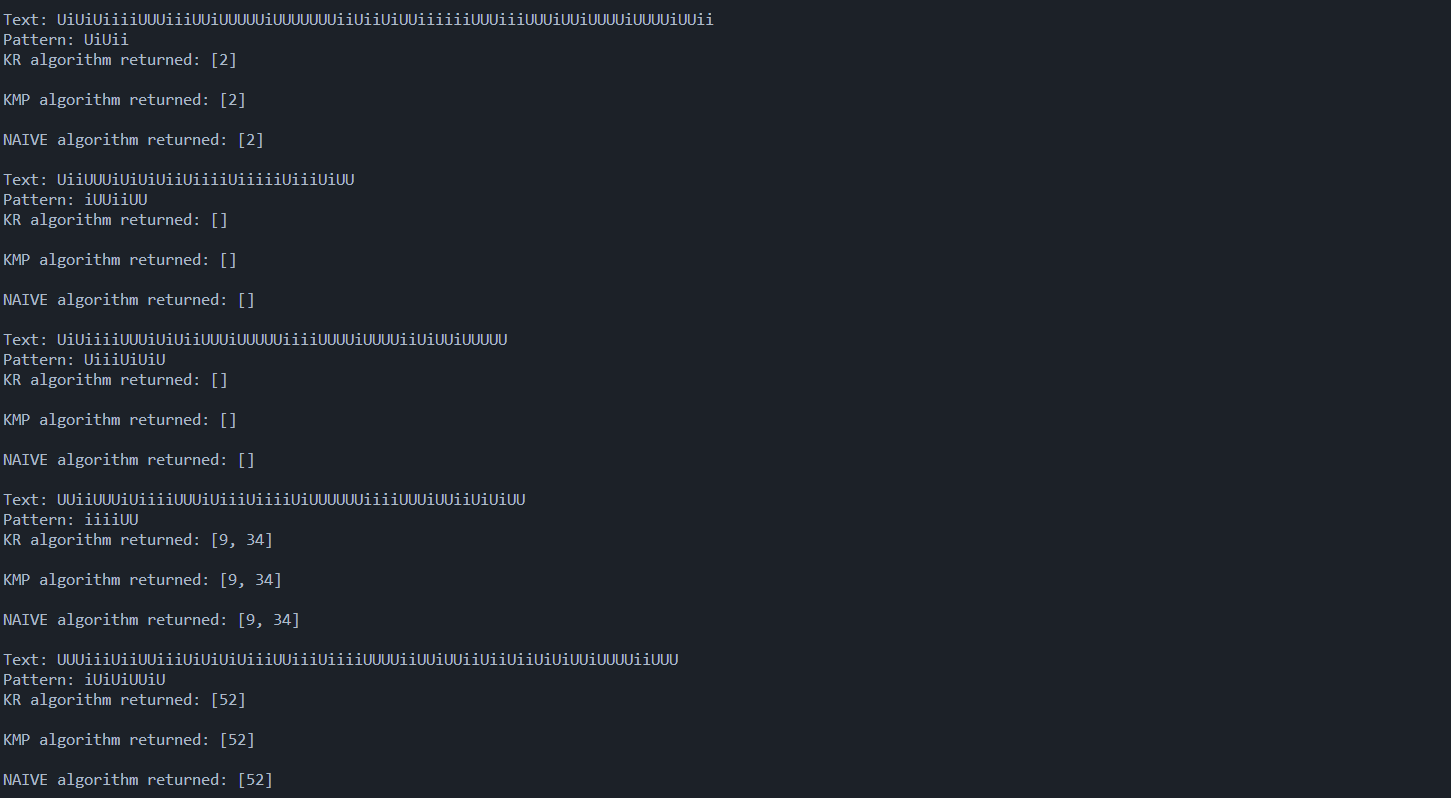 Text: UiUiUiiiiUUUiiiUUiUUUUUiUUUUUUUiiUiiUiUUiiiiiiUUUiiiUUUiUUiUUUUiUUUUiUUii
Pattern: UiUii
KR algorithm returned: [2]
KMP algorithm returned: [2]
NAIVE algorithm returned: [2]
Text: UiiUUUiUiUiUiiUiiiiUiiiiiUiiiUiUU
Pattern: iUUiiUU
KR algorithm returned: []
KMP algorithm returned: []
NAIVE algorithm returned: []
Text: UiUiiiiUUUiUiUiiUUUiUUUUUiiiiUUUUiUUUUiiUiUUiUUUUU
Pattern: UiiiUiUiU
KR algorithm returned: []
KMP algorithm returned: []
NAIVE algorithm returned: []
Text: UUiiUUUiUiiiiUUUiUiiiUiiiiUiUUUUUUiiiiUUUiUUiiUiUiUU
Pattern: iiiiUU
KR algorithm returned: [9, 34]
KMP algorithm returned: [9, 34]
NAIVE algorithm returned: [9, 34]
Text: UUUiiiUiiUUiiiUiUiUiUiiiUUiiiUiiiiUUUUiiUUiUUiiUiiUiiUiUiUUiUUUUiiUUU
Pattern: iUiUiUUiU
KR algorithm returned: [52]
KMP algorithm returned: [52]
NAIVE algorithm returned: [52]